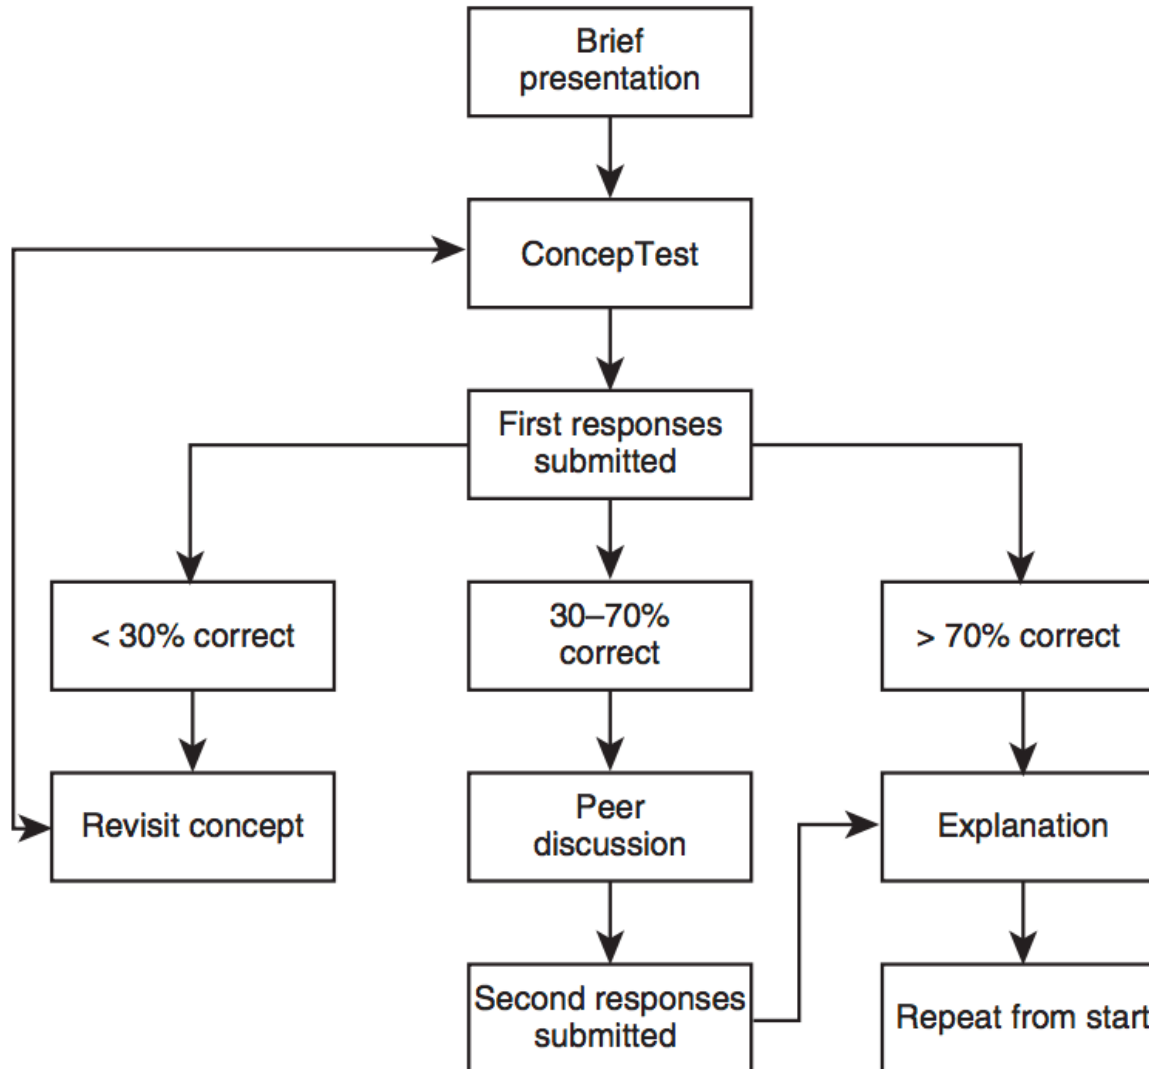 Brief
presentation
ConcepTest
First responses
submitted
< 30% correct
30–70%
correct
> 70% correct
Revisit concept
Peer
discussion
Explanation
Second responses
submitted
Repeat from start